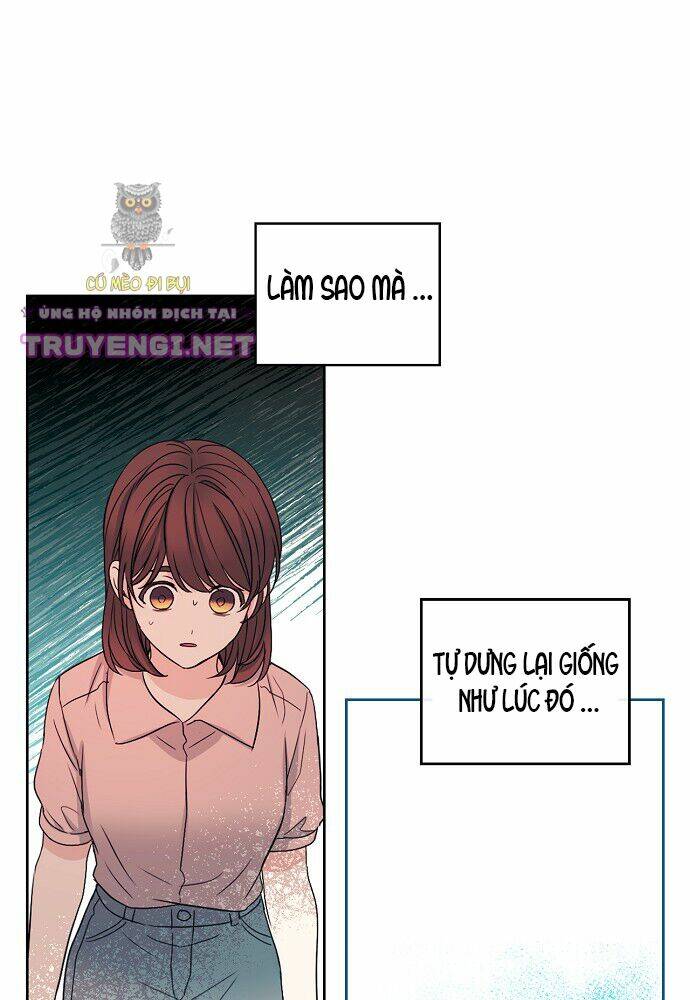 CÚ MÈO ĐI BỤI
ỦNG HỘ NHÓM DỊCH TẠI
TRUYENGI.NET
LÀM SAO MÀ ...
TỰ DƯNG LẠI GIỐNG
NHƯ LÚC ĐÓ ...